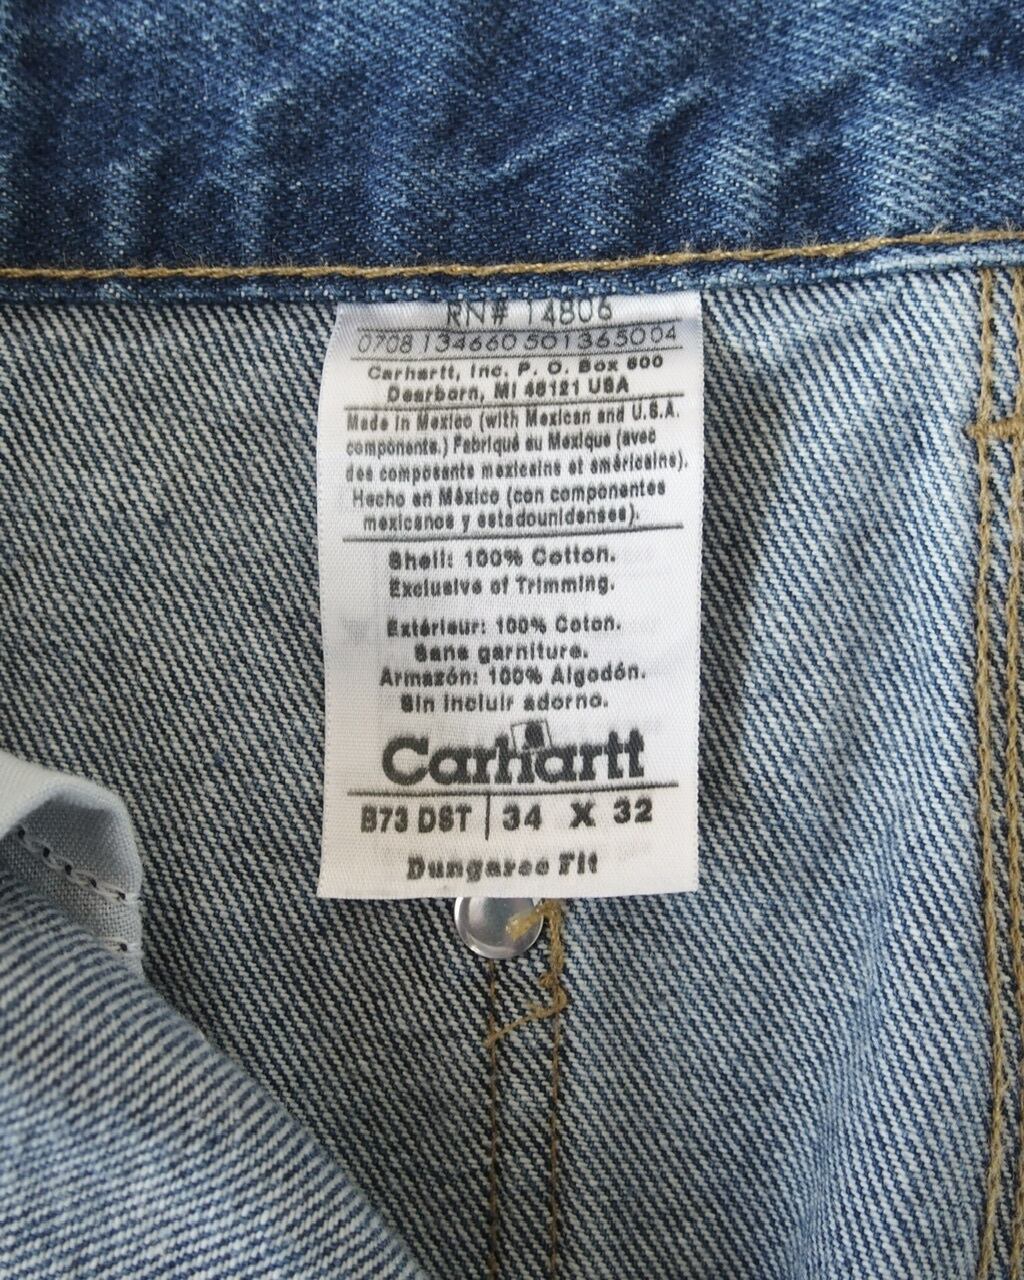 RN# 14806
0708 134660 501365004
Carhartt, Inc. P. O. Box 600
Dearborn, MI 48121 USA
Made in Mexico (with Mexican and U.S.A.
components.) Fabriqué au Mexique (avec
des composants mexicains et américains).
Hecho en México (con componentes
mexicanos y estadounidenses).
Shell: 100% Cotton.
Exclusive of Trimming.
Extérieur: 100% Coton.
Sans garniture.
Armazón: 100% Algodón.
Sin incluir adorno.
Carhartt
B73 DST | 34 X 32
Dungaree Fit